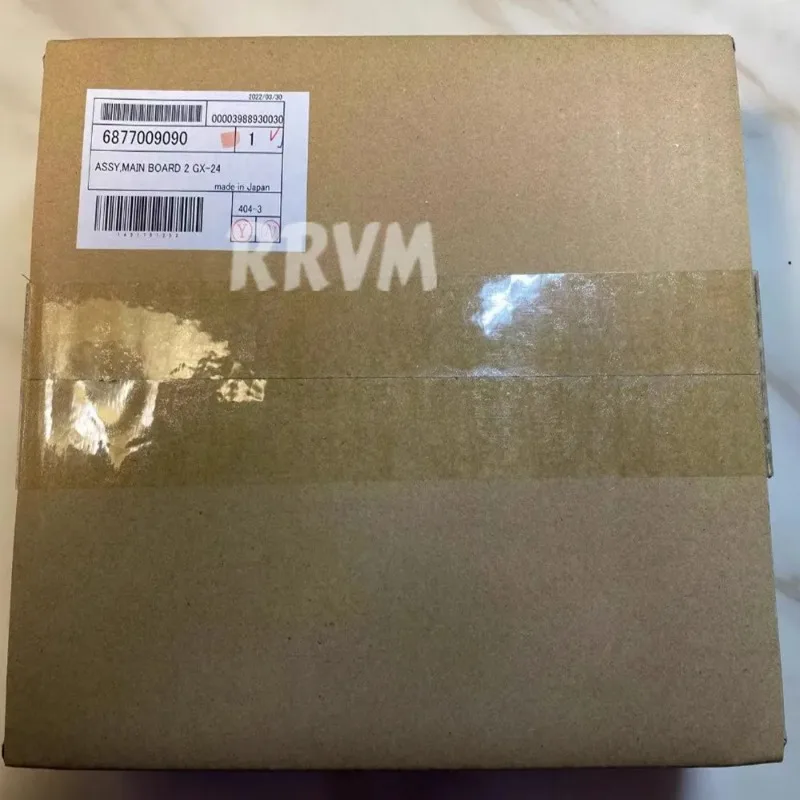 2022/09/30
00003988930030
6877009090 1
ASSY,MAIN BOARD 2 GX-24
made in Japan
404-3
Y
KRVM